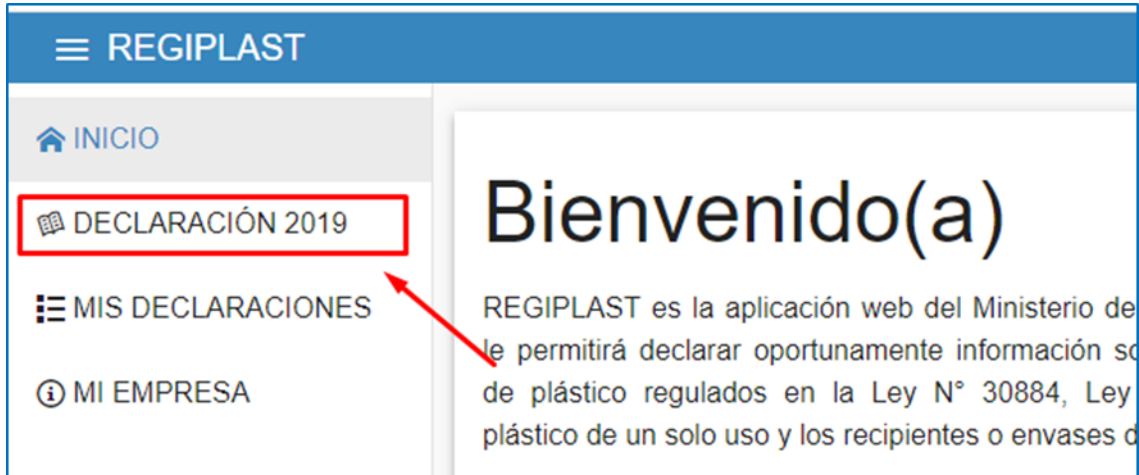 REGIPLAST
INICIO
DECLARACIÓN 2019
MIS DECLARACIONES
MI EMPRESA
Bienvenido(a)
REGIPLAST es la aplicación web del Ministerio de
le permitirá declarar oportunamente información
de plástico regulados en la Ley N° 30884, Ley
plástico de un solo uso y los recipientes o envases